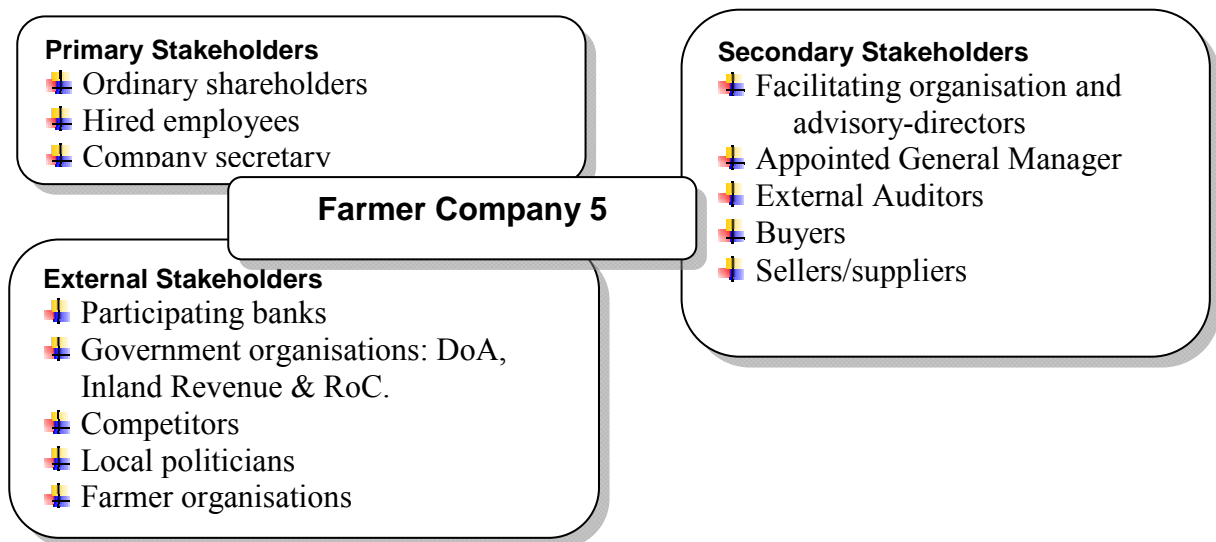 Primary Stakeholders
Ordinary shareholders
Hired employees
Company secretary
Secondary Stakeholders
Facilitating organisation and
advisory-directors
Appointed General Manager
External Auditors
Buyers
Sellers/suppliers
Farmer Company 5
External Stakeholders
Participating banks
Government organisations: DoA,
Inland Revenue & RoC.
Competitors
Local politicians
Farmer organisations